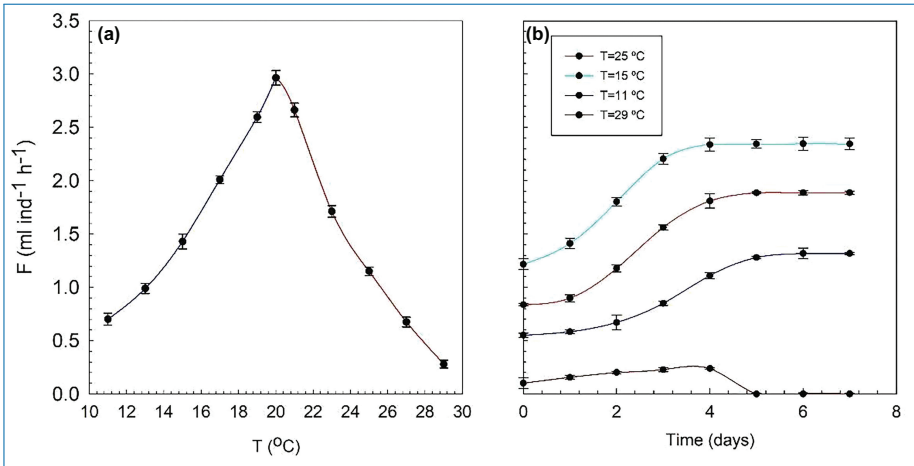 (a)
3.5
3.0
2.5
2.0
1.5
1.0
0.5
0.0
F (ml ind⁻¹ h⁻¹)
10 12 14 16 18 20 22 24 26 28 30
T (ºC)
(b)
T=25 ºC
T=15 ºC
T=11 ºC
T=29 ºC
0 2 4 6 8
Time (days)